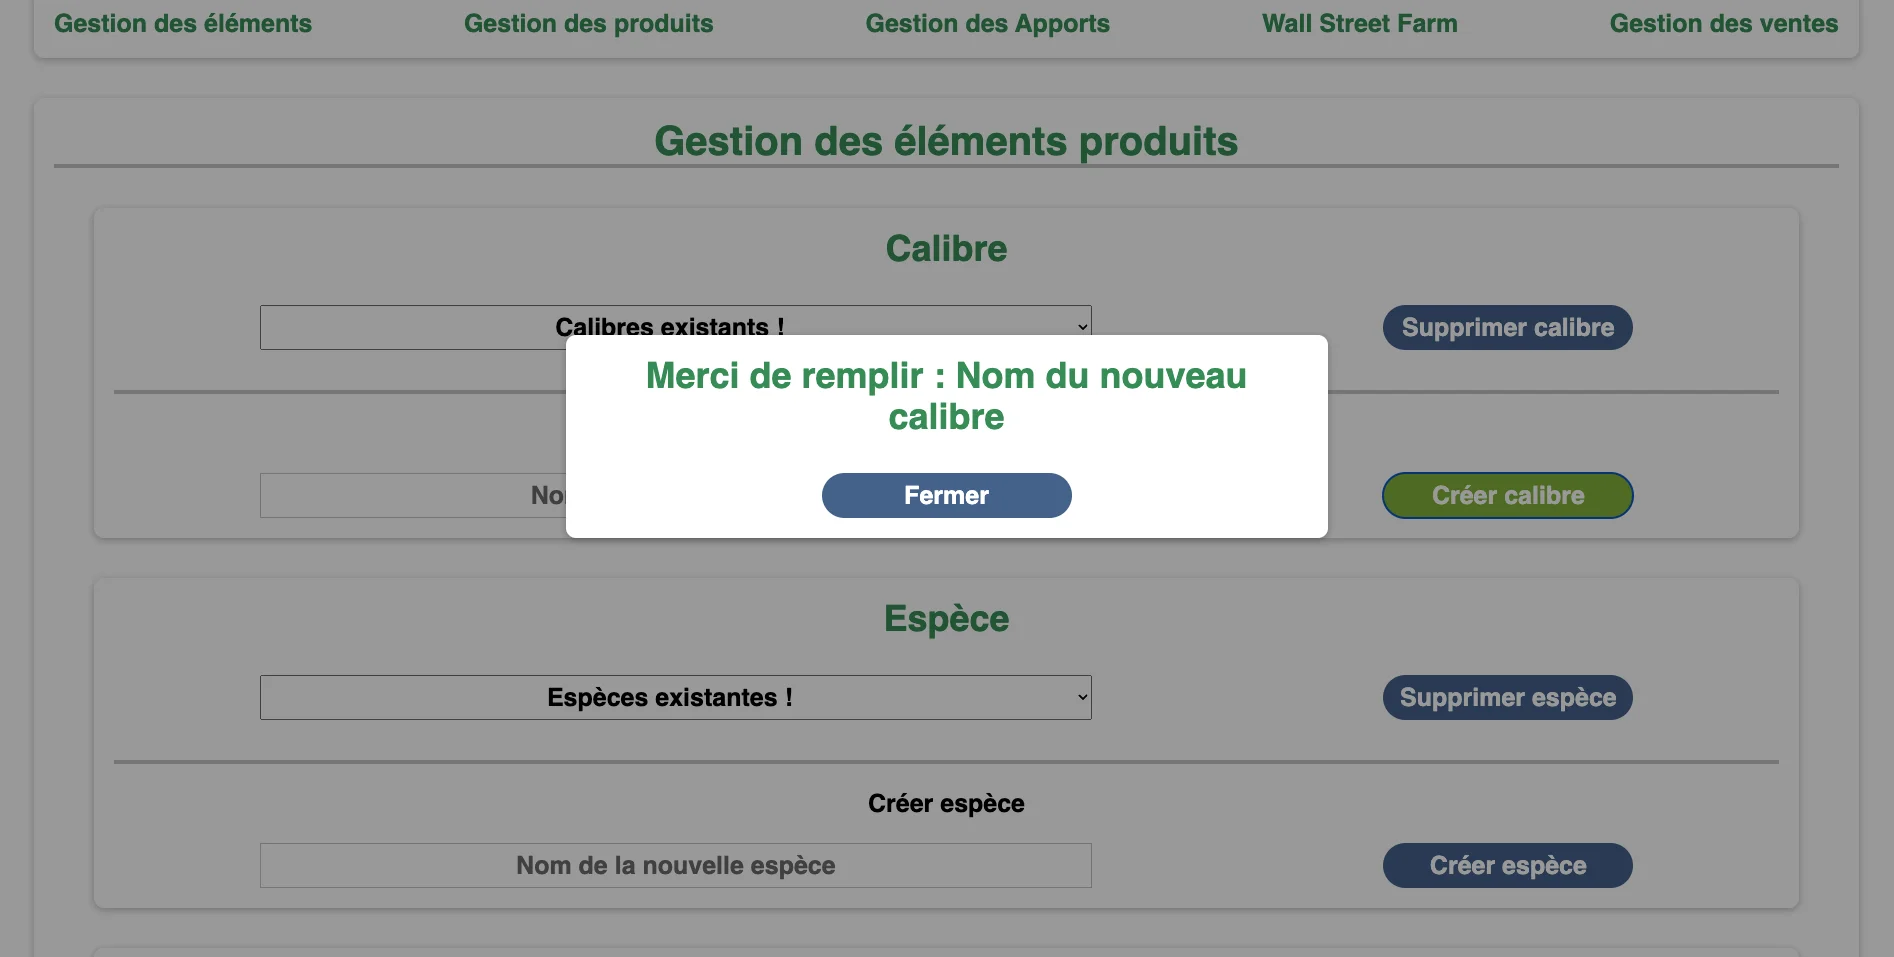 Gestion des éléments Gestion des produits Gestion des Apports Wall Street Farm Gestion des ventes
Gestion des éléments produits
Calibre
Calibres existants ! Supprimer calibre
Merci de remplir : Nom du nouveau
calibre
Fermer Créer calibre
Espèce
Espèces existantes ! Supprimer espèce
Créer espèce
Nom de la nouvelle espèce Créer espèce